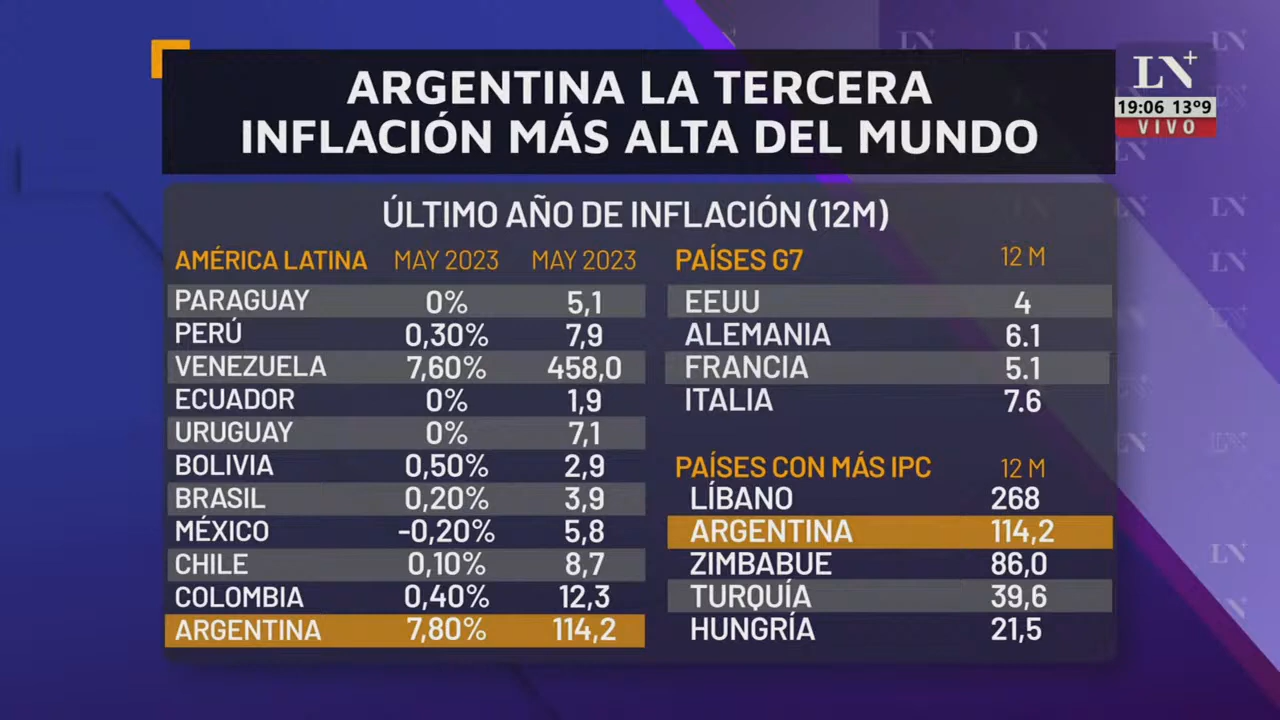 ARGENTINA LA TERCERA
INFLACIÓN MÁS ALTA DEL MUNDO
LN+
19:06 13º9
VIVO
ÚLTIMO AÑO DE INFLACIÓN (12M)
AMÉRICA LATINA MAY 2023 MAY 2023
PARAGUAY 0% 5,1
PERÚ 0,30% 7,9
VENEZUELA 7,60% 458,0
ECUADOR 0% 1,9
URUGUAY 0% 7,1
BOLIVIA 0,50% 2,9
BRASIL 0,20% 3,9
MÉXICO -0,20% 5,8
CHILE 0,10% 8,7
COLOMBIA 0,40% 12,3
ARGENTINA 7,80% 114,2
PAÍSES G7 12 M
EEUU 4
ALEMANIA 6.1
FRANCIA 5.1
ITALIA 7.6
PAÍSES CON MÁS IPC 12 M
LÍBANO 268
ARGENTINA 114,2
ZIMBABUE 86,0
TURQUÍA 39,6
HUNGRÍA 21,5